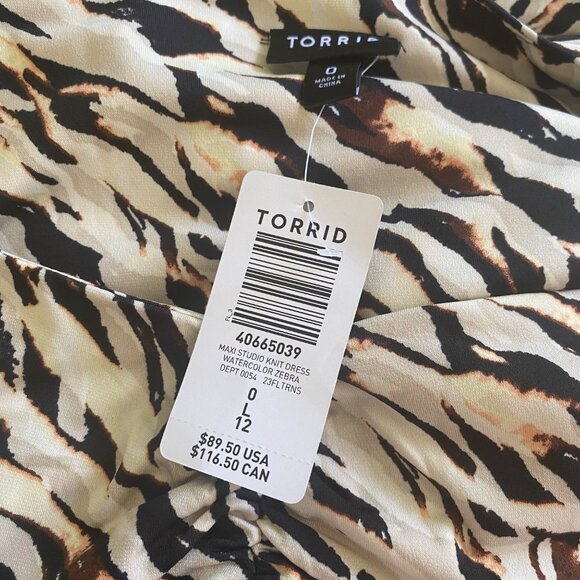 TORRID
0
MADE IN
CHINA
TORRID
PL_3
40665039
MAXI STUDIO KNIT DRESS
WATERCOLOR ZEBRA
DEPT 0054 23FLTRNS
0
L
12
$89.50 USA
$116.50 CAN